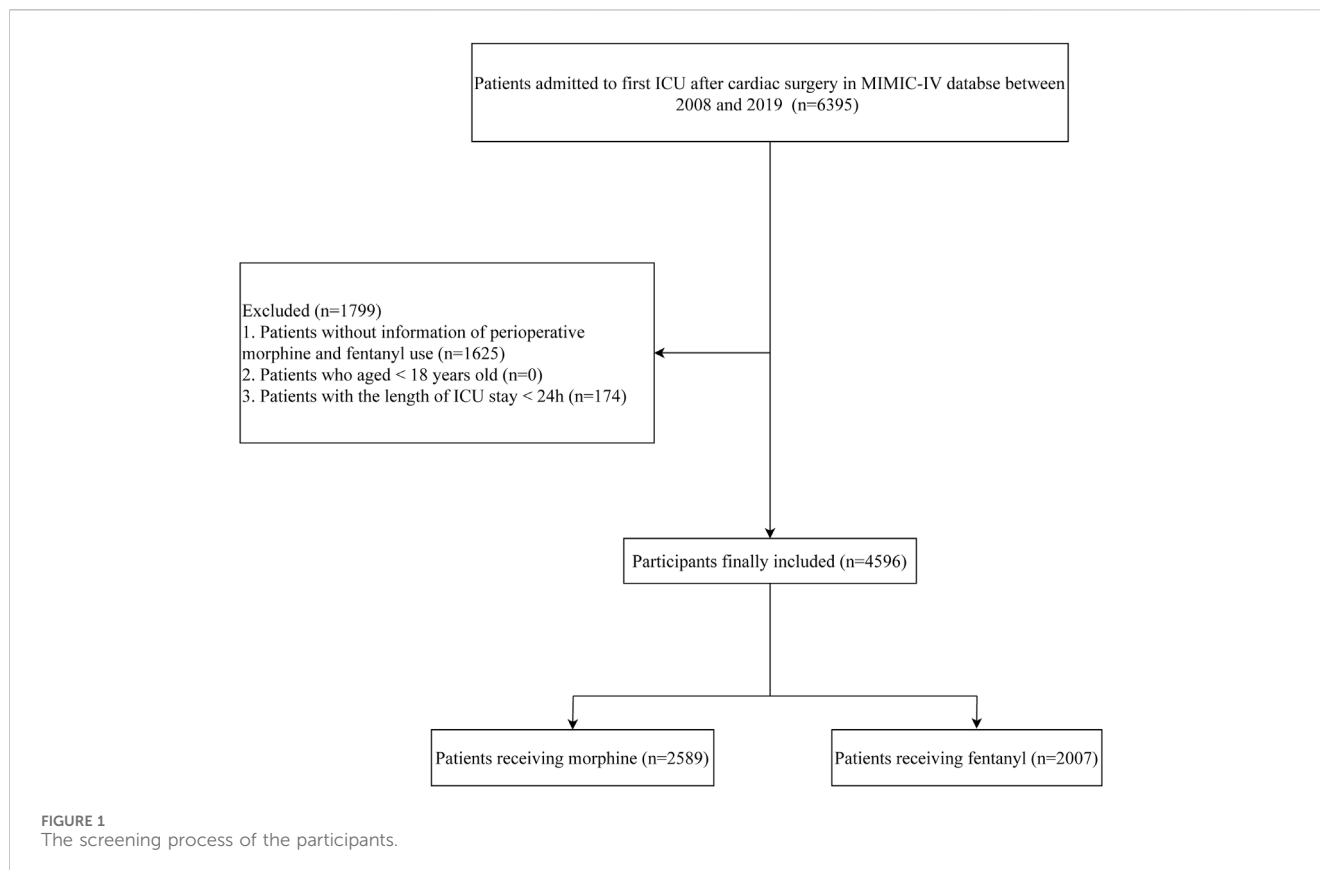 Patients admitted to first ICU after cardiac surgery in MIMIC-IV databse between
2008 and 2019 (n=6395)
Excluded (n=1799)
1. Patients without information of perioperative
morphine and fentanyl use (n=1625)
2. Patients who aged < 18 years old (n=0)
3. Patients with the length of ICU stay < 24h (n=174)
Participants finally included (n=4596)
Patients receiving morphine (n=2589)
Patients receiving fentanyl (n=2007)
FIGURE 1
The screening process of the participants.